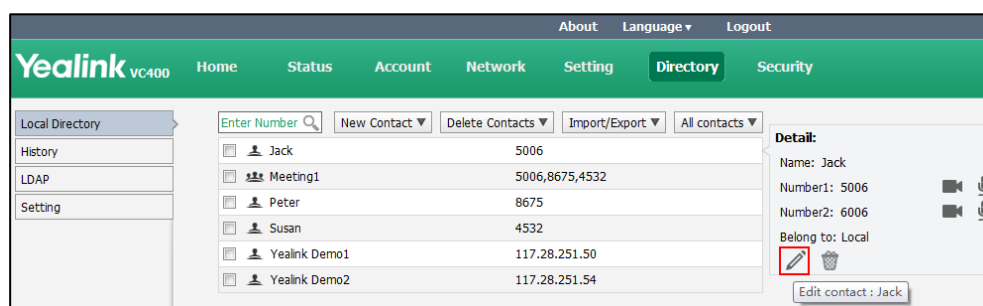 About Language▾ Logout
Yealink VC400 Home Status Account Network Setting Directory Security
Local Directory
History
LDAP
Setting
Enter Number New Contact ▼ Delete Contacts ▼ Import/Export ▼ All contacts ▼
Jack 5006
Meeting1 5006,8675,4532
Peter 8675
Susan 4532
Yealink Demo1 117.28.251.50
Yealink Demo2 117.28.251.54
Detail:
Name: Jack
Number1: 5006
Number2: 6006
Belong to: Local
Edit contact : Jack